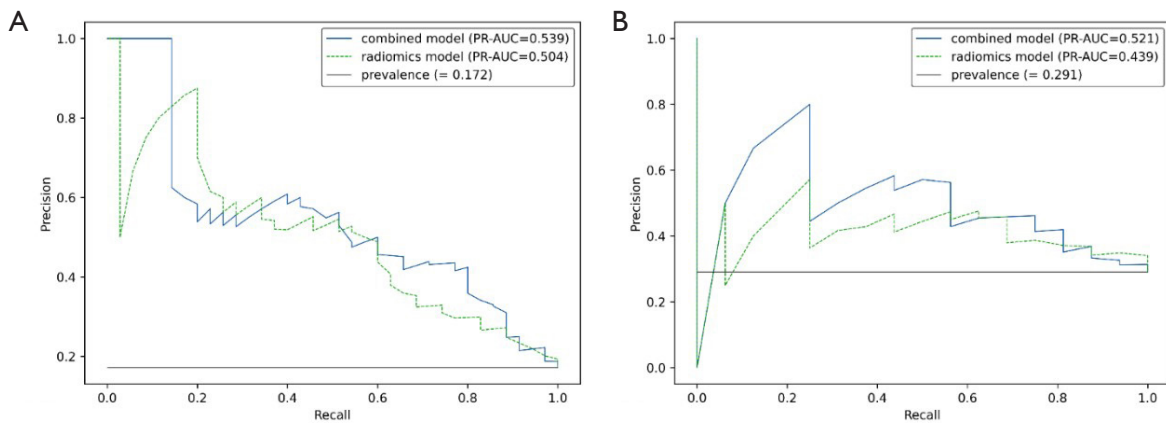 A
combined model (PR-AUC=0.539)
radiomics model (PR-AUC=0.504)
prevalence (= 0.172)
1.0
0.8
0.6
0.4
0.2
Precision
0.0
0.2
0.4
0.6
0.8
1.0
Recall
B
combined model (PR-AUC=0.521)
radiomics model (PR-AUC=0.439)
prevalence (= 0.291)
1.0
0.8
0.6
0.4
0.2
0.0
Precision
0.0
0.2
0.4
0.6
0.8
1.0
Recall